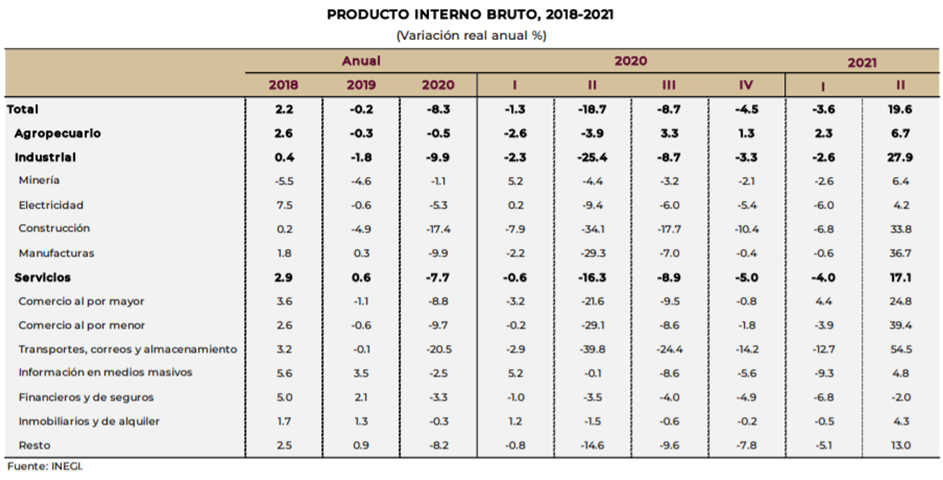 PRODUCTO INTERNO BRUTO, 2018-2021
(Variación real anual %)
Anual 2020 2021
2018 2019 2020 I II III IV I II
Total 2.2 -0.2 -8.3 -1.3 -18.7 -8.7 -4.5 -3.6 19.6
Agropecuario 2.6 -0.3 -0.5 -2.6 -3.9 3.3 1.3 2.3 6.7
Industrial 0.4 -1.8 -9.9 -2.3 -25.4 -8.7 -3.3 -2.6 27.9
Minería -5.5 -4.6 -1.1 5.2 -4.4 -3.2 -2.1 -2.6 6.4
Electricidad 7.5 -0.6 -5.3 0.2 -9.4 -6.0 -5.4 -6.0 4.2
Construcción 0.2 -4.9 -17.4 -7.9 -34.1 -17.7 -10.4 -6.8 33.8
Manufacturas 1.8 0.3 -9.9 -2.2 -29.3 -7.0 -0.4 -0.6 36.7
Servicios 2.9 0.6 -7.7 -0.6 -16.3 -8.9 -5.0 -4.0 17.1
Comercio al por mayor 3.6 -1.1 -8.8 -3.2 -21.6 -9.5 -0.8 4.4 24.8
Comercio al por menor 2.6 -0.6 -9.7 -0.2 -29.1 -8.6 -1.8 -3.9 39.4
Transportes, correos y almacenamiento 3.2 -0.1 -20.5 -2.9 -39.8 -24.4 -14.2 -12.7 54.5
Información en medios masivos 5.6 3.5 -2.5 5.2 -0.1 -8.6 -5.6 -9.3 4.8
Financieros y de seguros 5.0 2.1 -3.3 -1.0 -3.5 -4.0 -4.9 -6.8 -2.0
Inmobiliarios y de alquiler 1.7 1.3 -0.3 1.2 -1.5 -0.6 -0.2 -0.5 4.3
Resto 2.5 0.9 -8.2 -0.8 -14.6 -9.6 -7.8 -5.1 13.0
Fuente: INEGI.